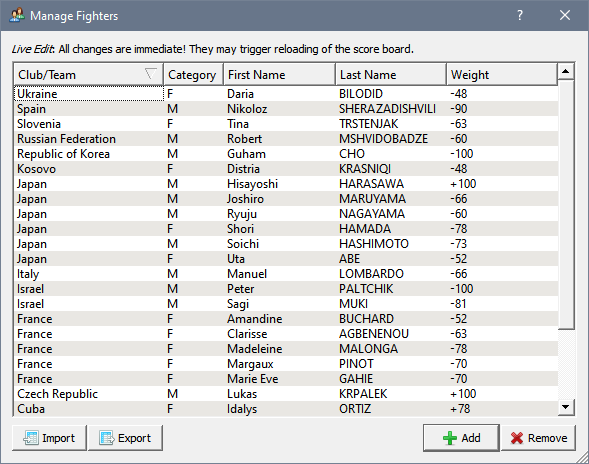 Manage Fighters
Live Edit: All changes are immediate! They may trigger reloading of the score board.
Club/Team Category First Name Last Name Weight
Ukraine F Daria BILODID -48
Spain M Nikoloz SHERAZADISHVILI -90
Slovenia F Tina TRSTENJAK -63
Russian Federation M Robert MSHVIDOBADZE -60
Republic of Korea M Guham CHO -100
Kosovo F Distria KRASNIQI -48
Japan M Hisayoshi HARASAWA +100
Japan M Joshiro MARUYAMA -66
Japan M Ryuju NAGAYAMA -60
Japan F Shori HAMADA -78
Japan M Soichi HASHIMOTO -73
Japan F Uta ABE -52
Italy M Manuel LOMBARDO -66
Israel M Peter PALTCHIK -100
Israel M Sagi MUKI -81
France F Amandine BUCHARD -52
France F Clarisse AGBENENOU -63
France F Madeleine MALONGA -78
France F Margaux PINOT -70
France F Marie Eve GAHIE -70
Czech Republic M Lukas KRPALEK +100
Cuba F Idalys ORTIZ +78
Import Export Add Remove